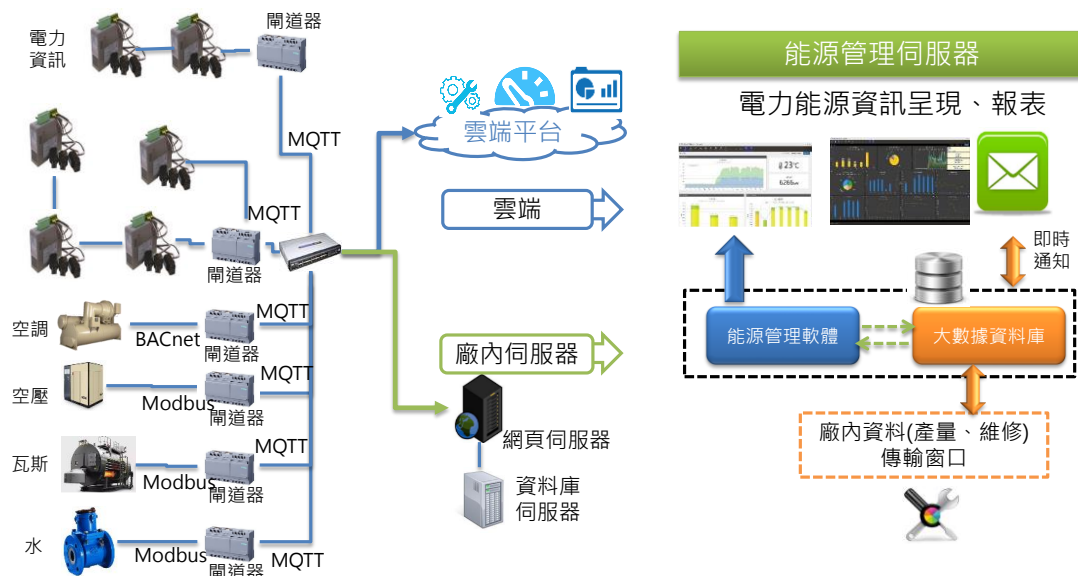 電力
資訊
閘道器
MQTT
MQTT
閘道器
空調
BACnet
閘道器
MQTT
空壓
Modbus
閘道器
MQTT
瓦斯
Modbus
閘道器
MQTT
水
Modbus
閘道器
MQTT
雲端平台
雲端
廠內伺服器
網頁伺服器
資料庫
伺服器
能源管理伺服器
電力能源資訊呈現、報表
23℃
即時
通知
能源管理軟體
大數據資料庫
廠內資料(產量、維修)
傳輸窗口